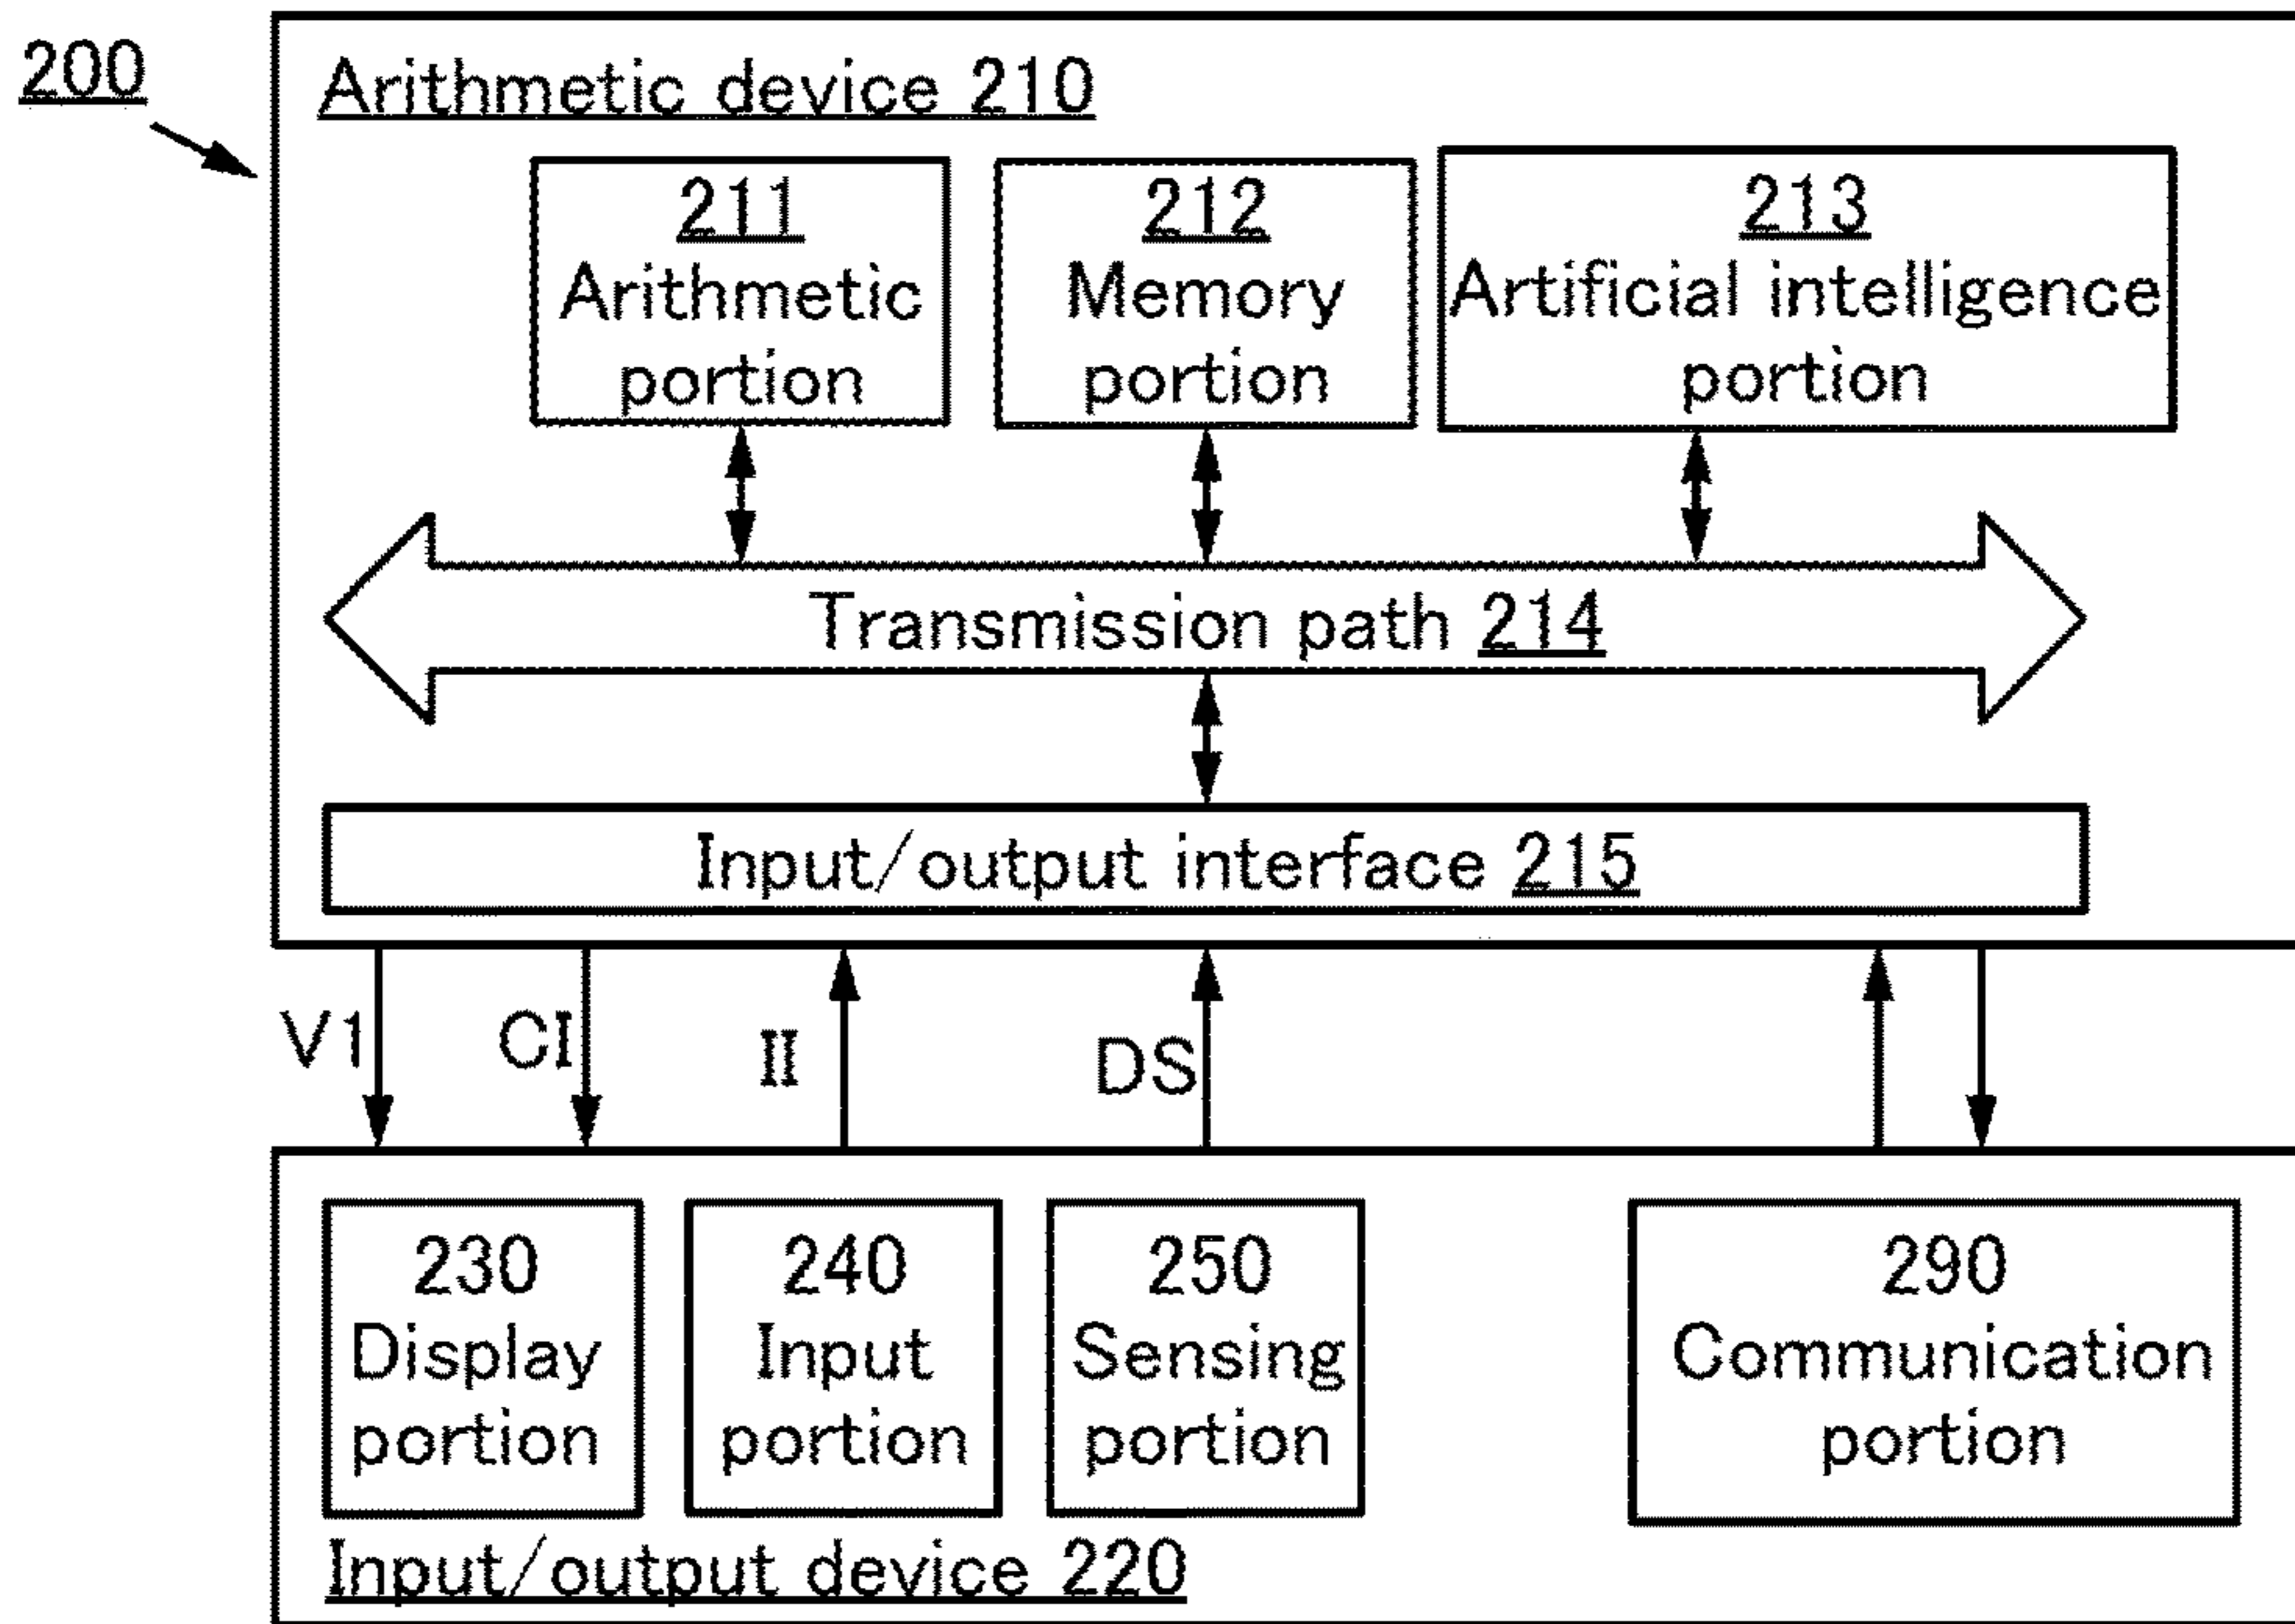 200
Arithmetic device 210
211
Arithmetic
portion
212
Memory
portion
213
Artificial intelligence
portion
Transmission path 214
Input/output interface 215
V1
CI
II
DS
230
Display
portion
240
Input
portion
250
Sensing
portion
290
Communication
portion
Input/output device 220